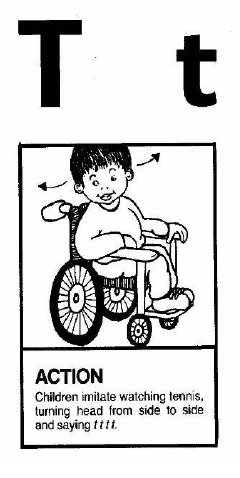 T t
ACTION
Children imitate watching tennis,
turning head from side to side
and saying t t t t.